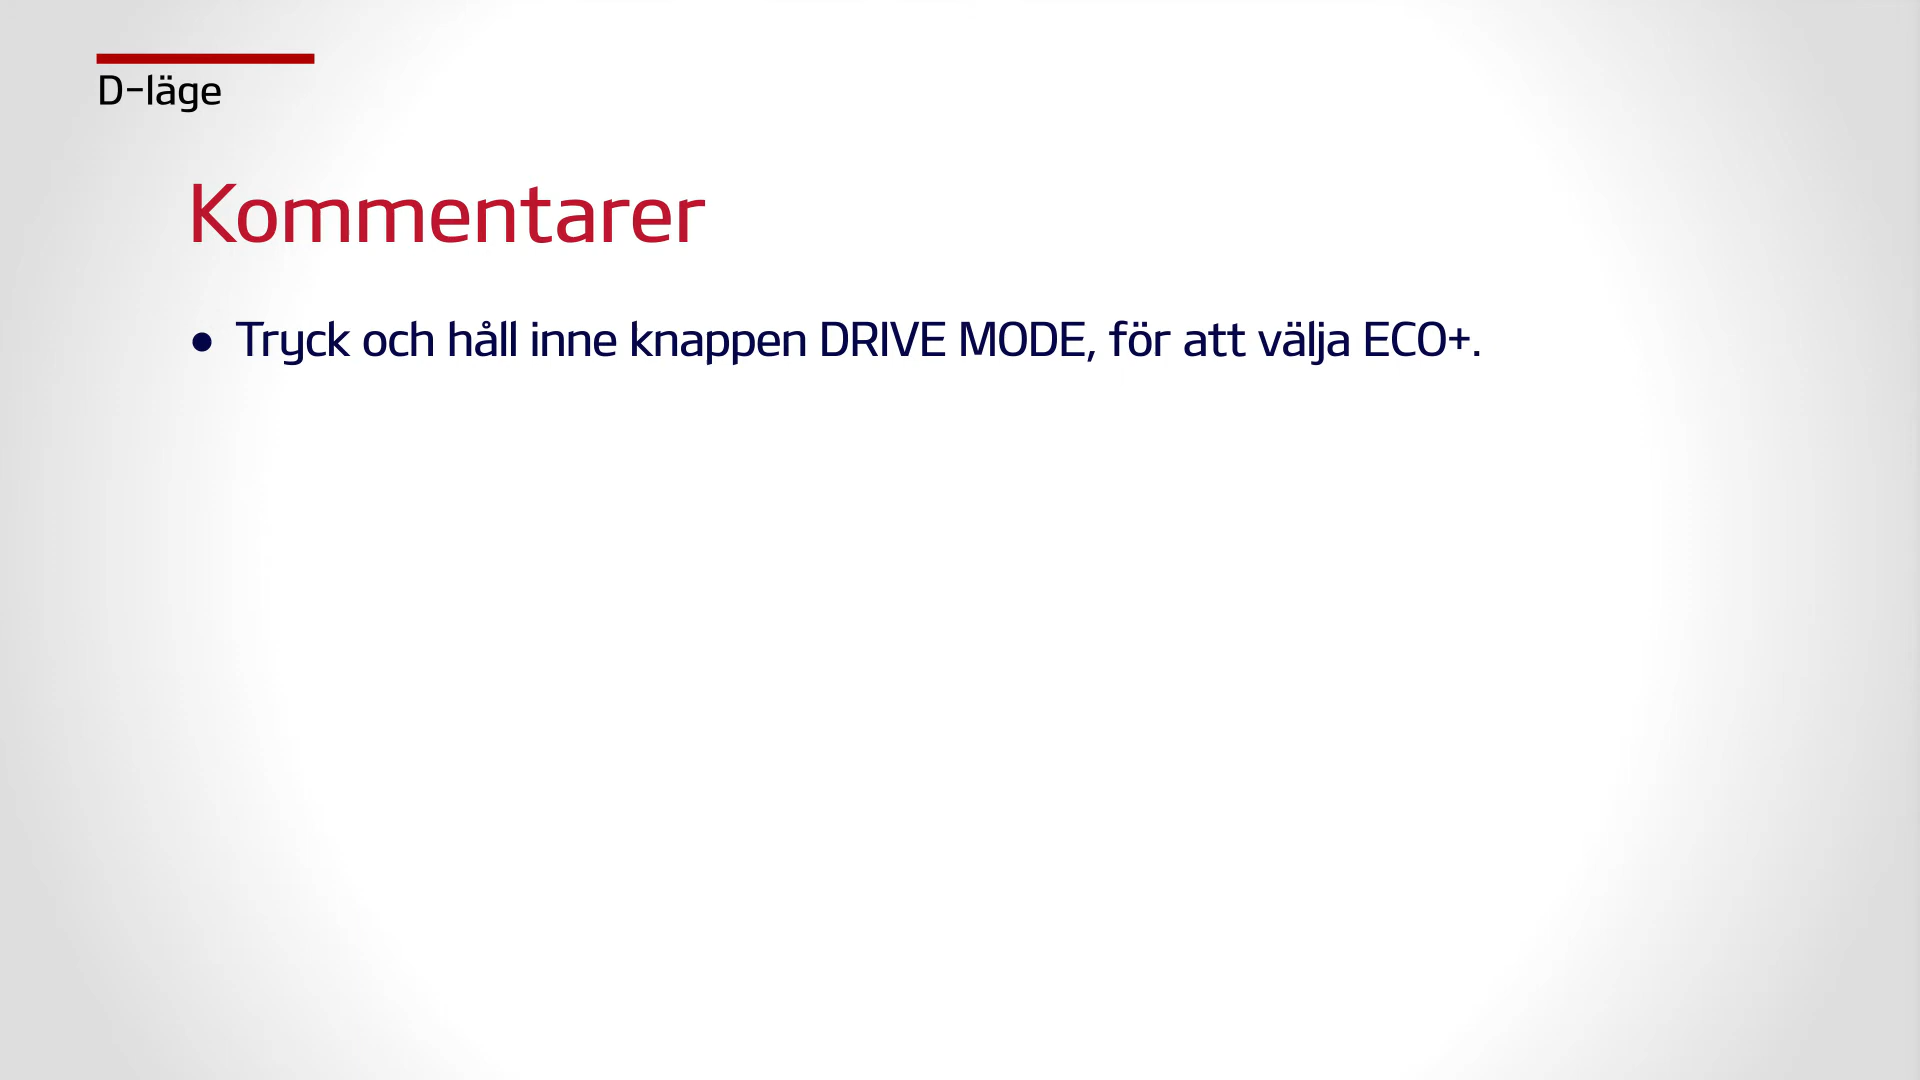 D-läge
Kommentarer
● Tryck och håll inne knappen DRIVE MODE, för att välja ECO+.